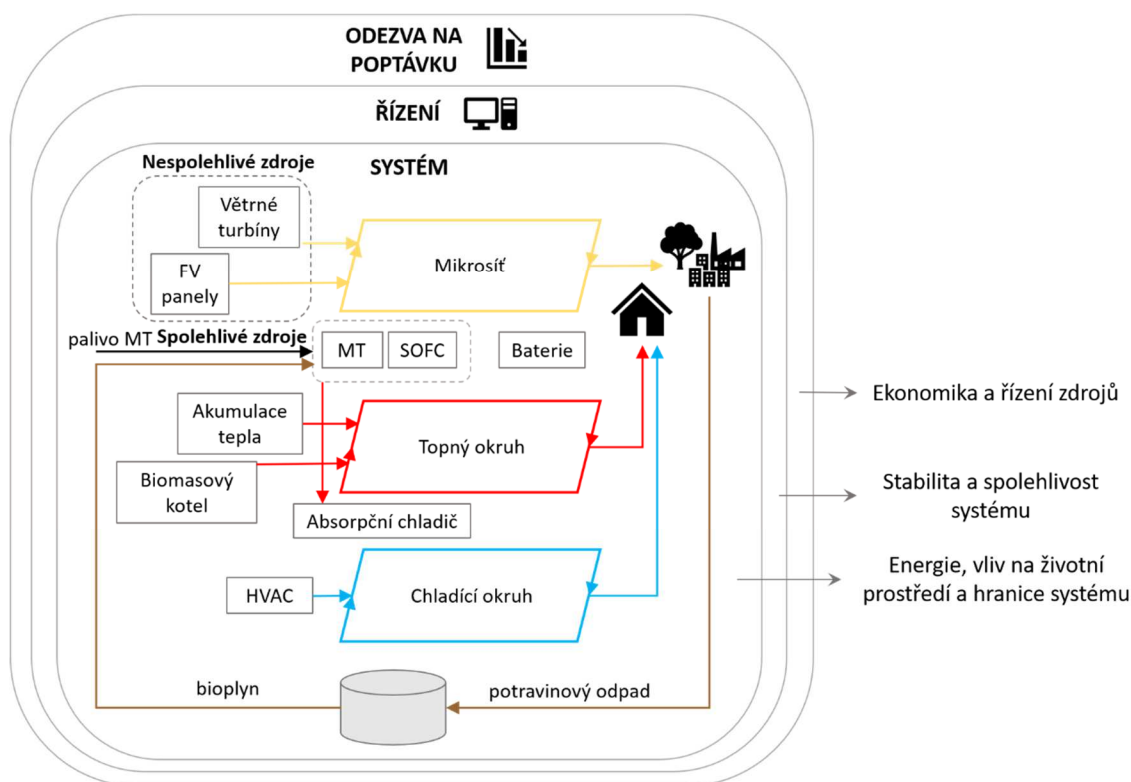 ODEZVA NA
POPTÁVKU
ŘÍZENÍ
SYSTÉM
Nespolehlivé zdroje
Větrné
turbíny
FV
panely
Mikrosíť
palivo MT
Spolehlivé zdroje
MT
SOFC
Baterie
Akumulace
tepla
Topný okruh
Biomasový
kotel
Absorpční chladič
HVAC
Chladící okruh
bioplyn
potravinový odpad
Ekonomika a řízení zdrojů
Stabilita a spolehlivost
systému
Energie, vliv na životní
prostředí a hranice systému